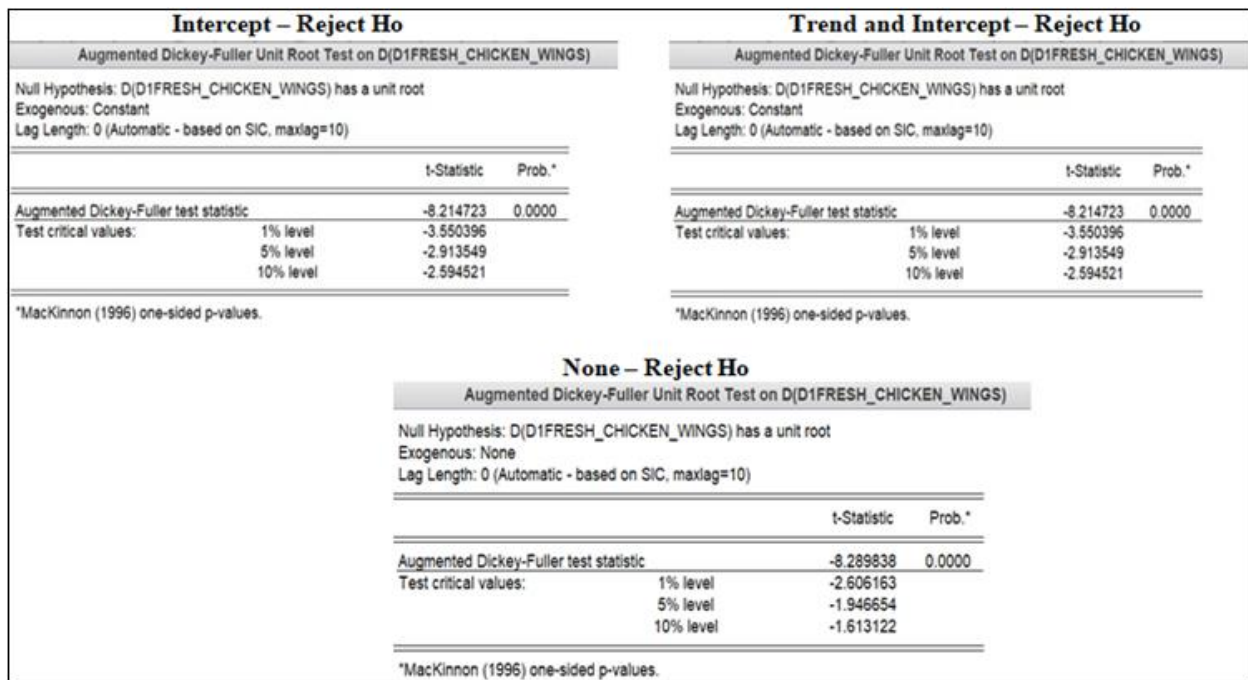 Intercept – Reject Ho
Augmented Dickey-Fuller Unit Root Test on D(D1FRESH_CHICKEN_WINGS)
Null Hypothesis: D(D1FRESH_CHICKEN_WINGS) has a unit root
Exogenous: Constant
Lag Length: 0 (Automatic - based on SIC, maxlag=10)
t-Statistic Prob.*
Augmented Dickey-Fuller test statistic -8.214723 0.0000
Test critical values: 1% level -3.550396
5% level -2.913549
10% level -2.594521
*MacKinnon (1996) one-sided p-values.
Trend and Intercept – Reject Ho
Augmented Dickey-Fuller Unit Root Test on D(D1FRESH_CHICKEN_WINGS)
Null Hypothesis: D(D1FRESH_CHICKEN_WINGS) has a unit root
Exogenous: Constant
Lag Length: 0 (Automatic - based on SIC, maxlag=10)
t-Statistic Prob.*
Augmented Dickey-Fuller test statistic -8.214723 0.0000
Test critical values: 1% level -3.550396
5% level -2.913549
10% level -2.594521
*MacKinnon (1996) one-sided p-values.
None – Reject Ho
Augmented Dickey-Fuller Unit Root Test on D(D1FRESH_CHICKEN_WINGS)
Null Hypothesis: D(D1FRESH_CHICKEN_WINGS) has a unit root
Exogenous: None
Lag Length: 0 (Automatic - based on SIC, maxlag=10)
t-Statistic Prob.*
Augmented Dickey-Fuller test statistic -8.289838 0.0000
Test critical values: 1% level -2.606163
5% level -1.946654
10% level -1.613122
*MacKinnon (1996) one-sided p-values.